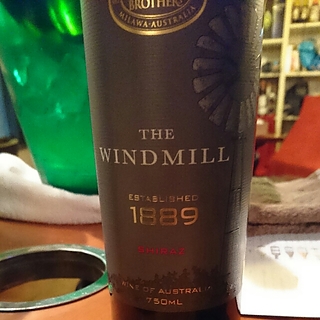 BROTHERS
MILAWA·AUSTRALIA
THE
WINDMILL
ESTABLISHED
1889
SHIRAZ
WINE OF AUSTRALIA
750ML